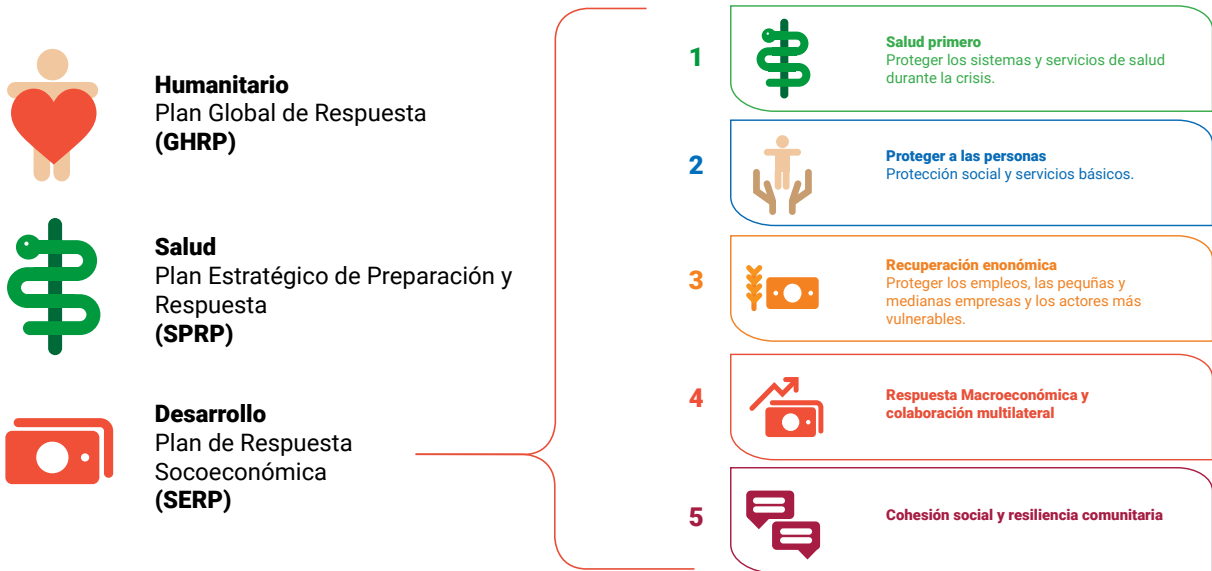 Humanitario
Plan Global de Respuesta
(GHRP)
Salud
Plan Estratégico de Preparación y
Respuesta
(SPRP)
Desarrollo
Plan de Respuesta
Socoeconómica
(SERP)
1
Salud primero
Proteger los sistemas y servicios de salud
durante la crisis.
2
Proteger a las personas
Protección social y servicios básicos.
3
Recuperación enonómica
Proteger los empleos, las pequñas y
medianas empresas y los actores más
vulnerables.
4
Respuesta Macroeconómica y
colaboración multilateral
5
Cohesión social y resiliencia comunitaria